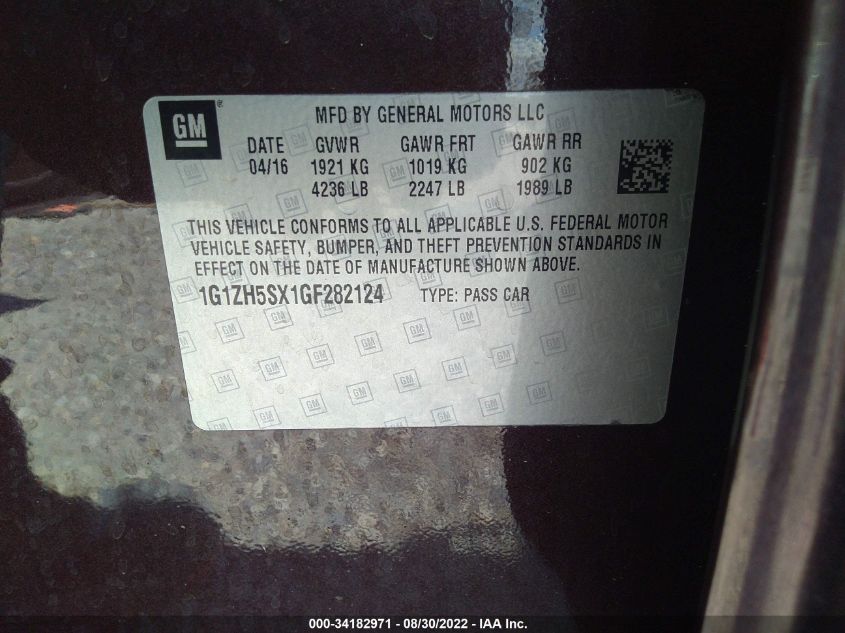 GM ®
MFD BY GENERAL MOTORS LLC
DATE GVWR GAWR FRT GAWR RR
04/16 1921 KG 1019 KG 902 KG
4236 LB 2247 LB 1989 LB
THIS VEHICLE CONFORMS TO ALL APPLICABLE U.S. FEDERAL MOTOR
VEHICLE SAFETY, BUMPER, AND THEFT PREVENTION STANDARDS IN
EFFECT ON THE DATE OF MANUFACTURE SHOWN ABOVE.
1G1ZH5SX1GF282124 TYPE: PASS CAR
000-34182971 - 08/30/2022 - IAA Inc.